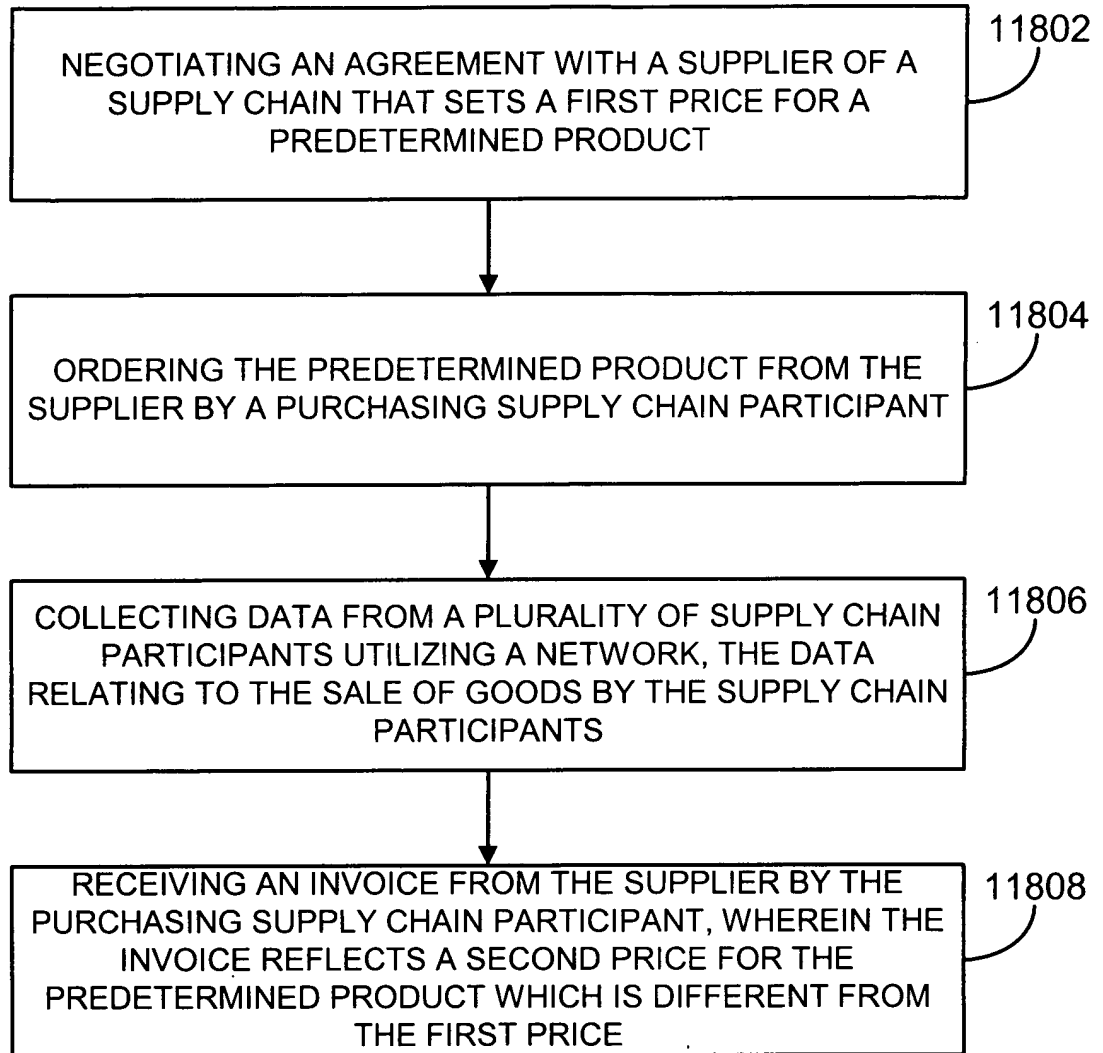 NEGOTIATING AN AGREEMENT WITH A SUPPLIER OF A
SUPPLY CHAIN THAT SETS A FIRST PRICE FOR A
PREDETERMINED PRODUCT
11802
ORDERING THE PREDETERMINED PRODUCT FROM THE
SUPPLIER BY A PURCHASING SUPPLY CHAIN PARTICIPANT
11804
COLLECTING DATA FROM A PLURALITY OF SUPPLY CHAIN
PARTICIPANTS UTILIZING A NETWORK, THE DATA
RELATING TO THE SALE OF GOODS BY THE SUPPLY CHAIN
PARTICIPANTS
11806
RECEIVING AN INVOICE FROM THE SUPPLIER BY THE
PURCHASING SUPPLY CHAIN PARTICIPANT, WHEREIN THE
INVOICE REFLECTS A SECOND PRICE FOR THE
PREDETERMINED PRODUCT WHICH IS DIFFERENT FROM
THE FIRST PRICE
11808